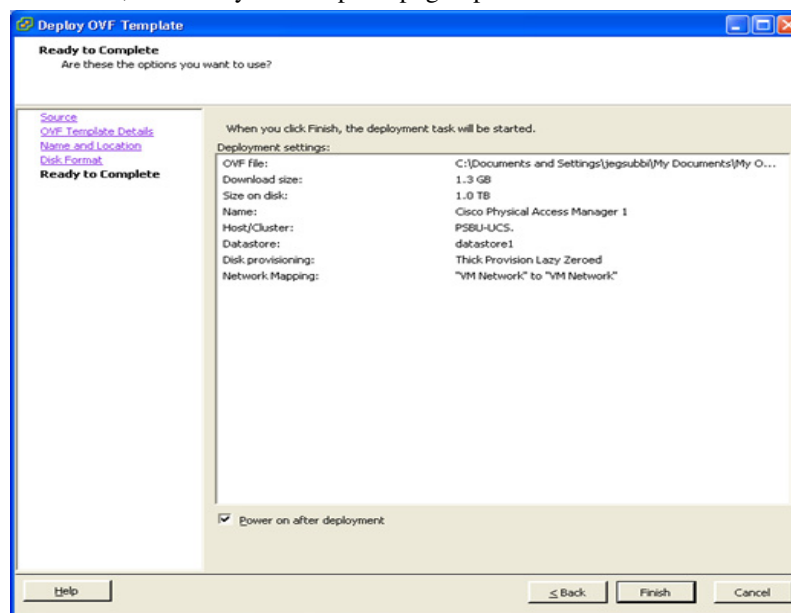 Deploy OVF Template
Ready to Complete
Are these the options you want to use?
Source
OVF Template Details
Name and Location
Disk Format
Ready to Complete
When you click Finish, the deployment task will be started.
Deployment settings:
OVF file: C:\Documents and Settings\jegsubbi\My Documents\My O...
Download size: 1.3 GB
Size on disk: 1.0 TB
Name: Cisco Physical Access Manager 1
Host/Cluster: PSBU-UCS.
Datastore: datastore1
Disk provisioning: Thick Provision Lazy Zeroed
Network Mapping: "VM Network" to "VM Network"
Power on after deployment
Help
≤ Back
Finish
Cancel